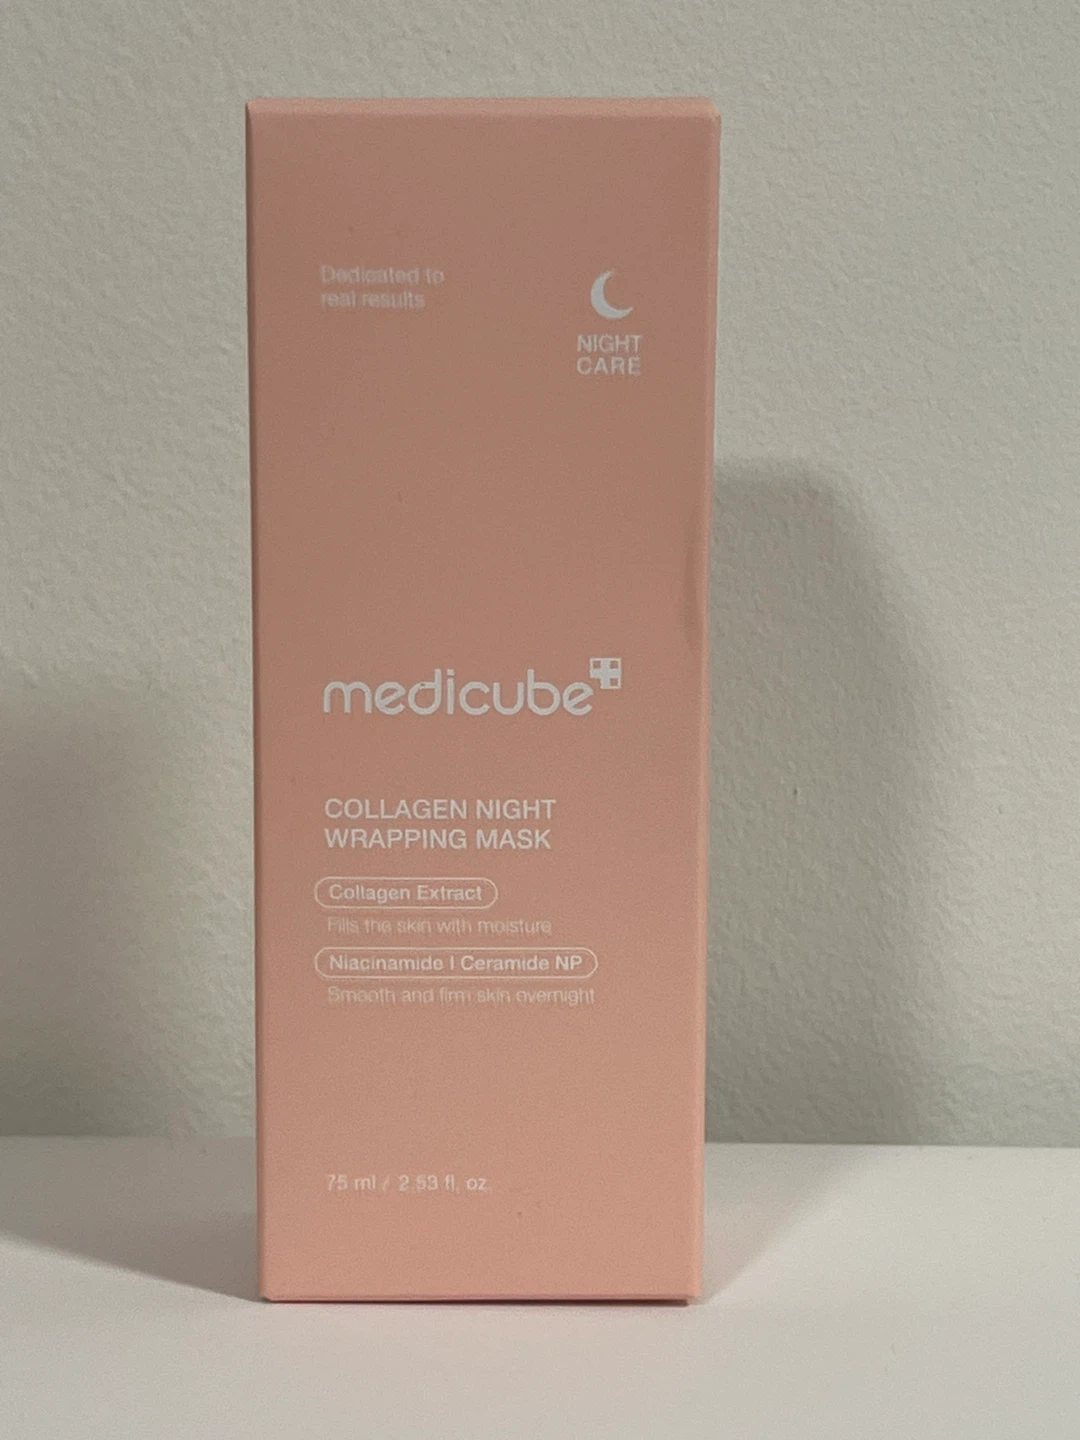 Dedicated to
real results
NIGHT
CARE
medicube
COLLAGEN NIGHT
WRAPPING MASK
Collagen Extract
Fills the skin with moisture
Niacinamide | Ceramide NP
Smooth and firm skin overnight
75 ml / 2.53 fl. oz.